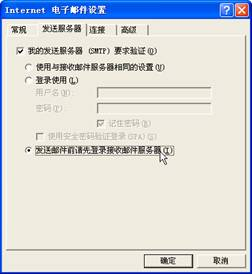 Internet 电子邮件设置
常规 发送服务器 连接 高级
我的发送服务器 (SMTP) 要求验证(O)
使用与接收邮件服务器相同的设置(U)
登录使用(L)
用户名(N):
密码(P):
记住密码(R)
使用安全密码验证登录(SPA)(S)
发送邮件前请先登录接收邮件服务器(I)
确定 取消